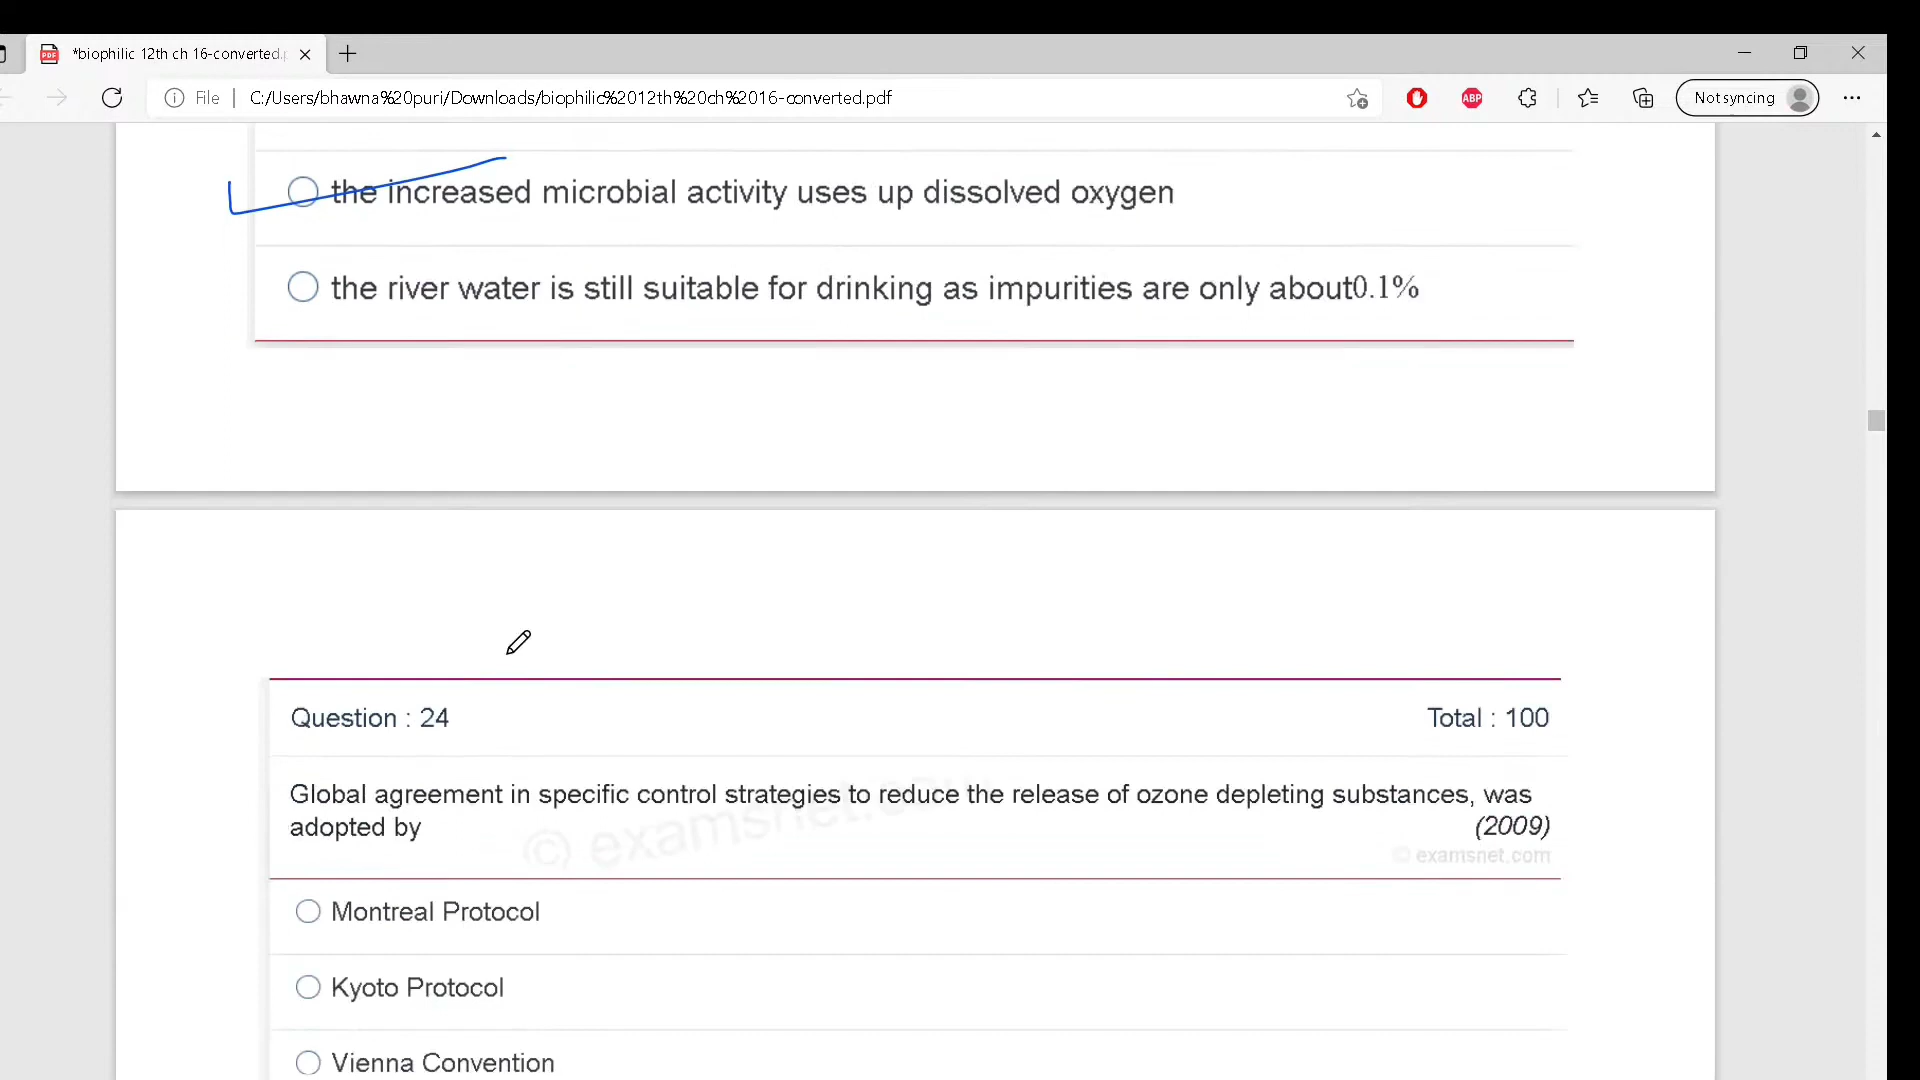 *biophilic 12th ch 16-converted.p
File
C:/Users/bhawna%20puri/Downloads/biophilic%2012th%20ch%2016-converted.pdf
ABP
Not syncing
the increased microbial activity uses up dissolved oxygen
the river water is still suitable for drinking as impurities are only about0.1%
Question : 24
Total : 100
Global agreement in specific control strategies to reduce the release of ozone depleting substances, was
adopted by
(2009)
© examsnet.com
© examsnet.com
Montreal Protocol
Kyoto Protocol
Vienna Convention